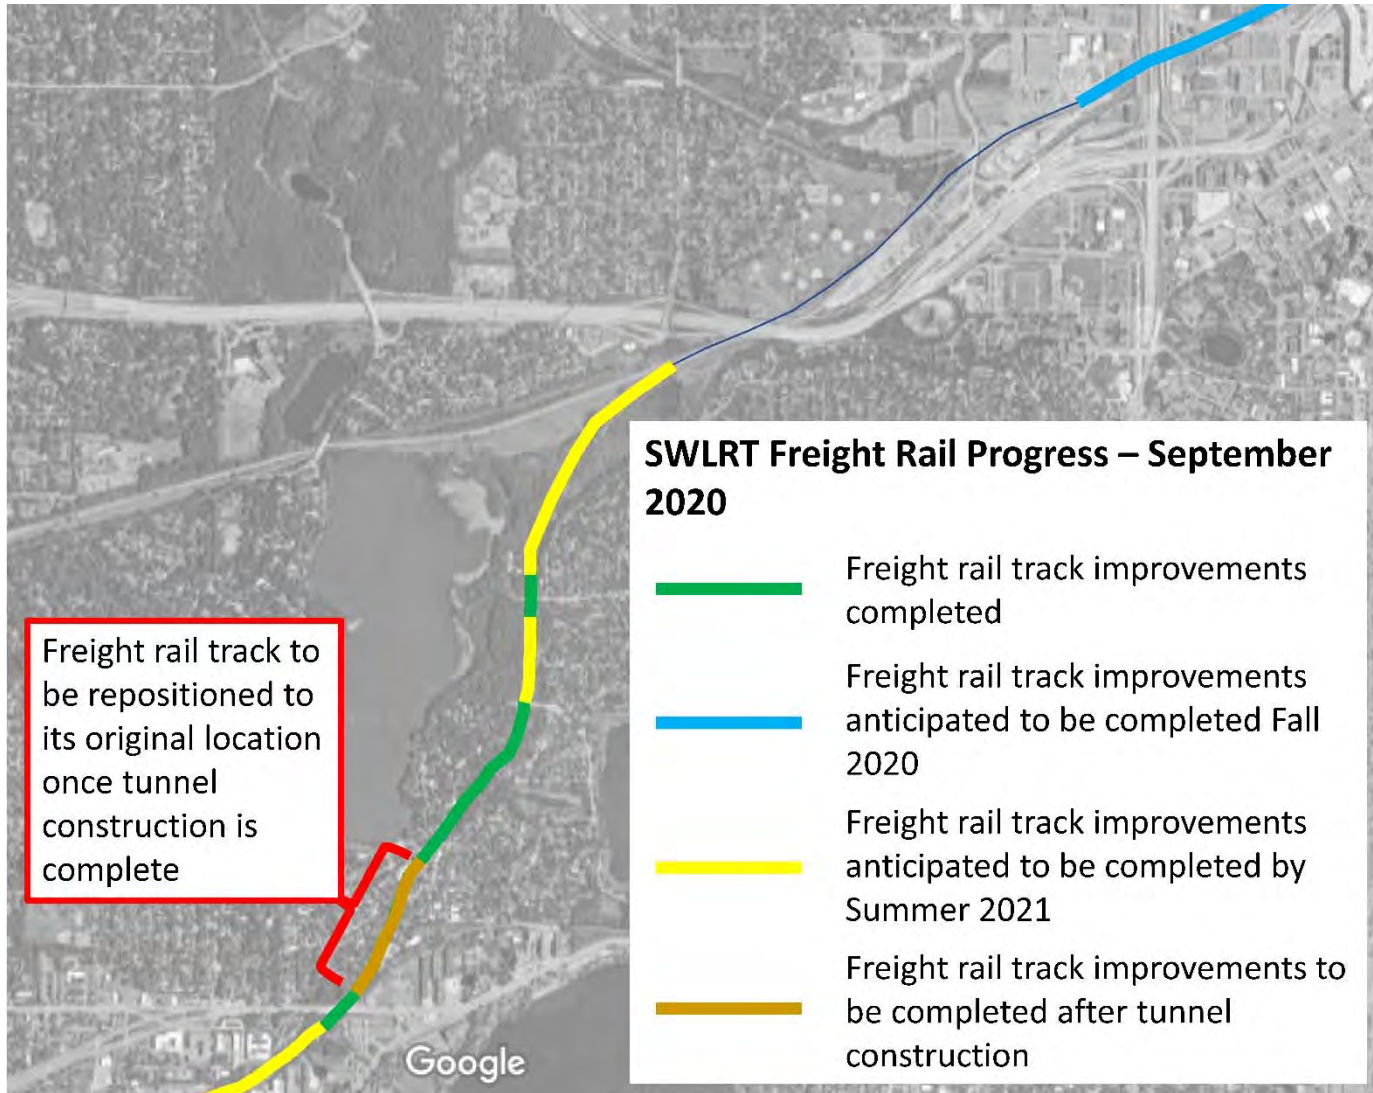 SWLRT Freight Rail Progress – September
2020
Freight rail track improvements
completed
Freight rail track improvements
anticipated to be completed Fall
2020
Freight rail track improvements
anticipated to be completed by
Summer 2021
Freight rail track improvements to
be completed after tunnel
construction
Freight rail track to
be repositioned to
its original location
once tunnel
construction is
complete
Google